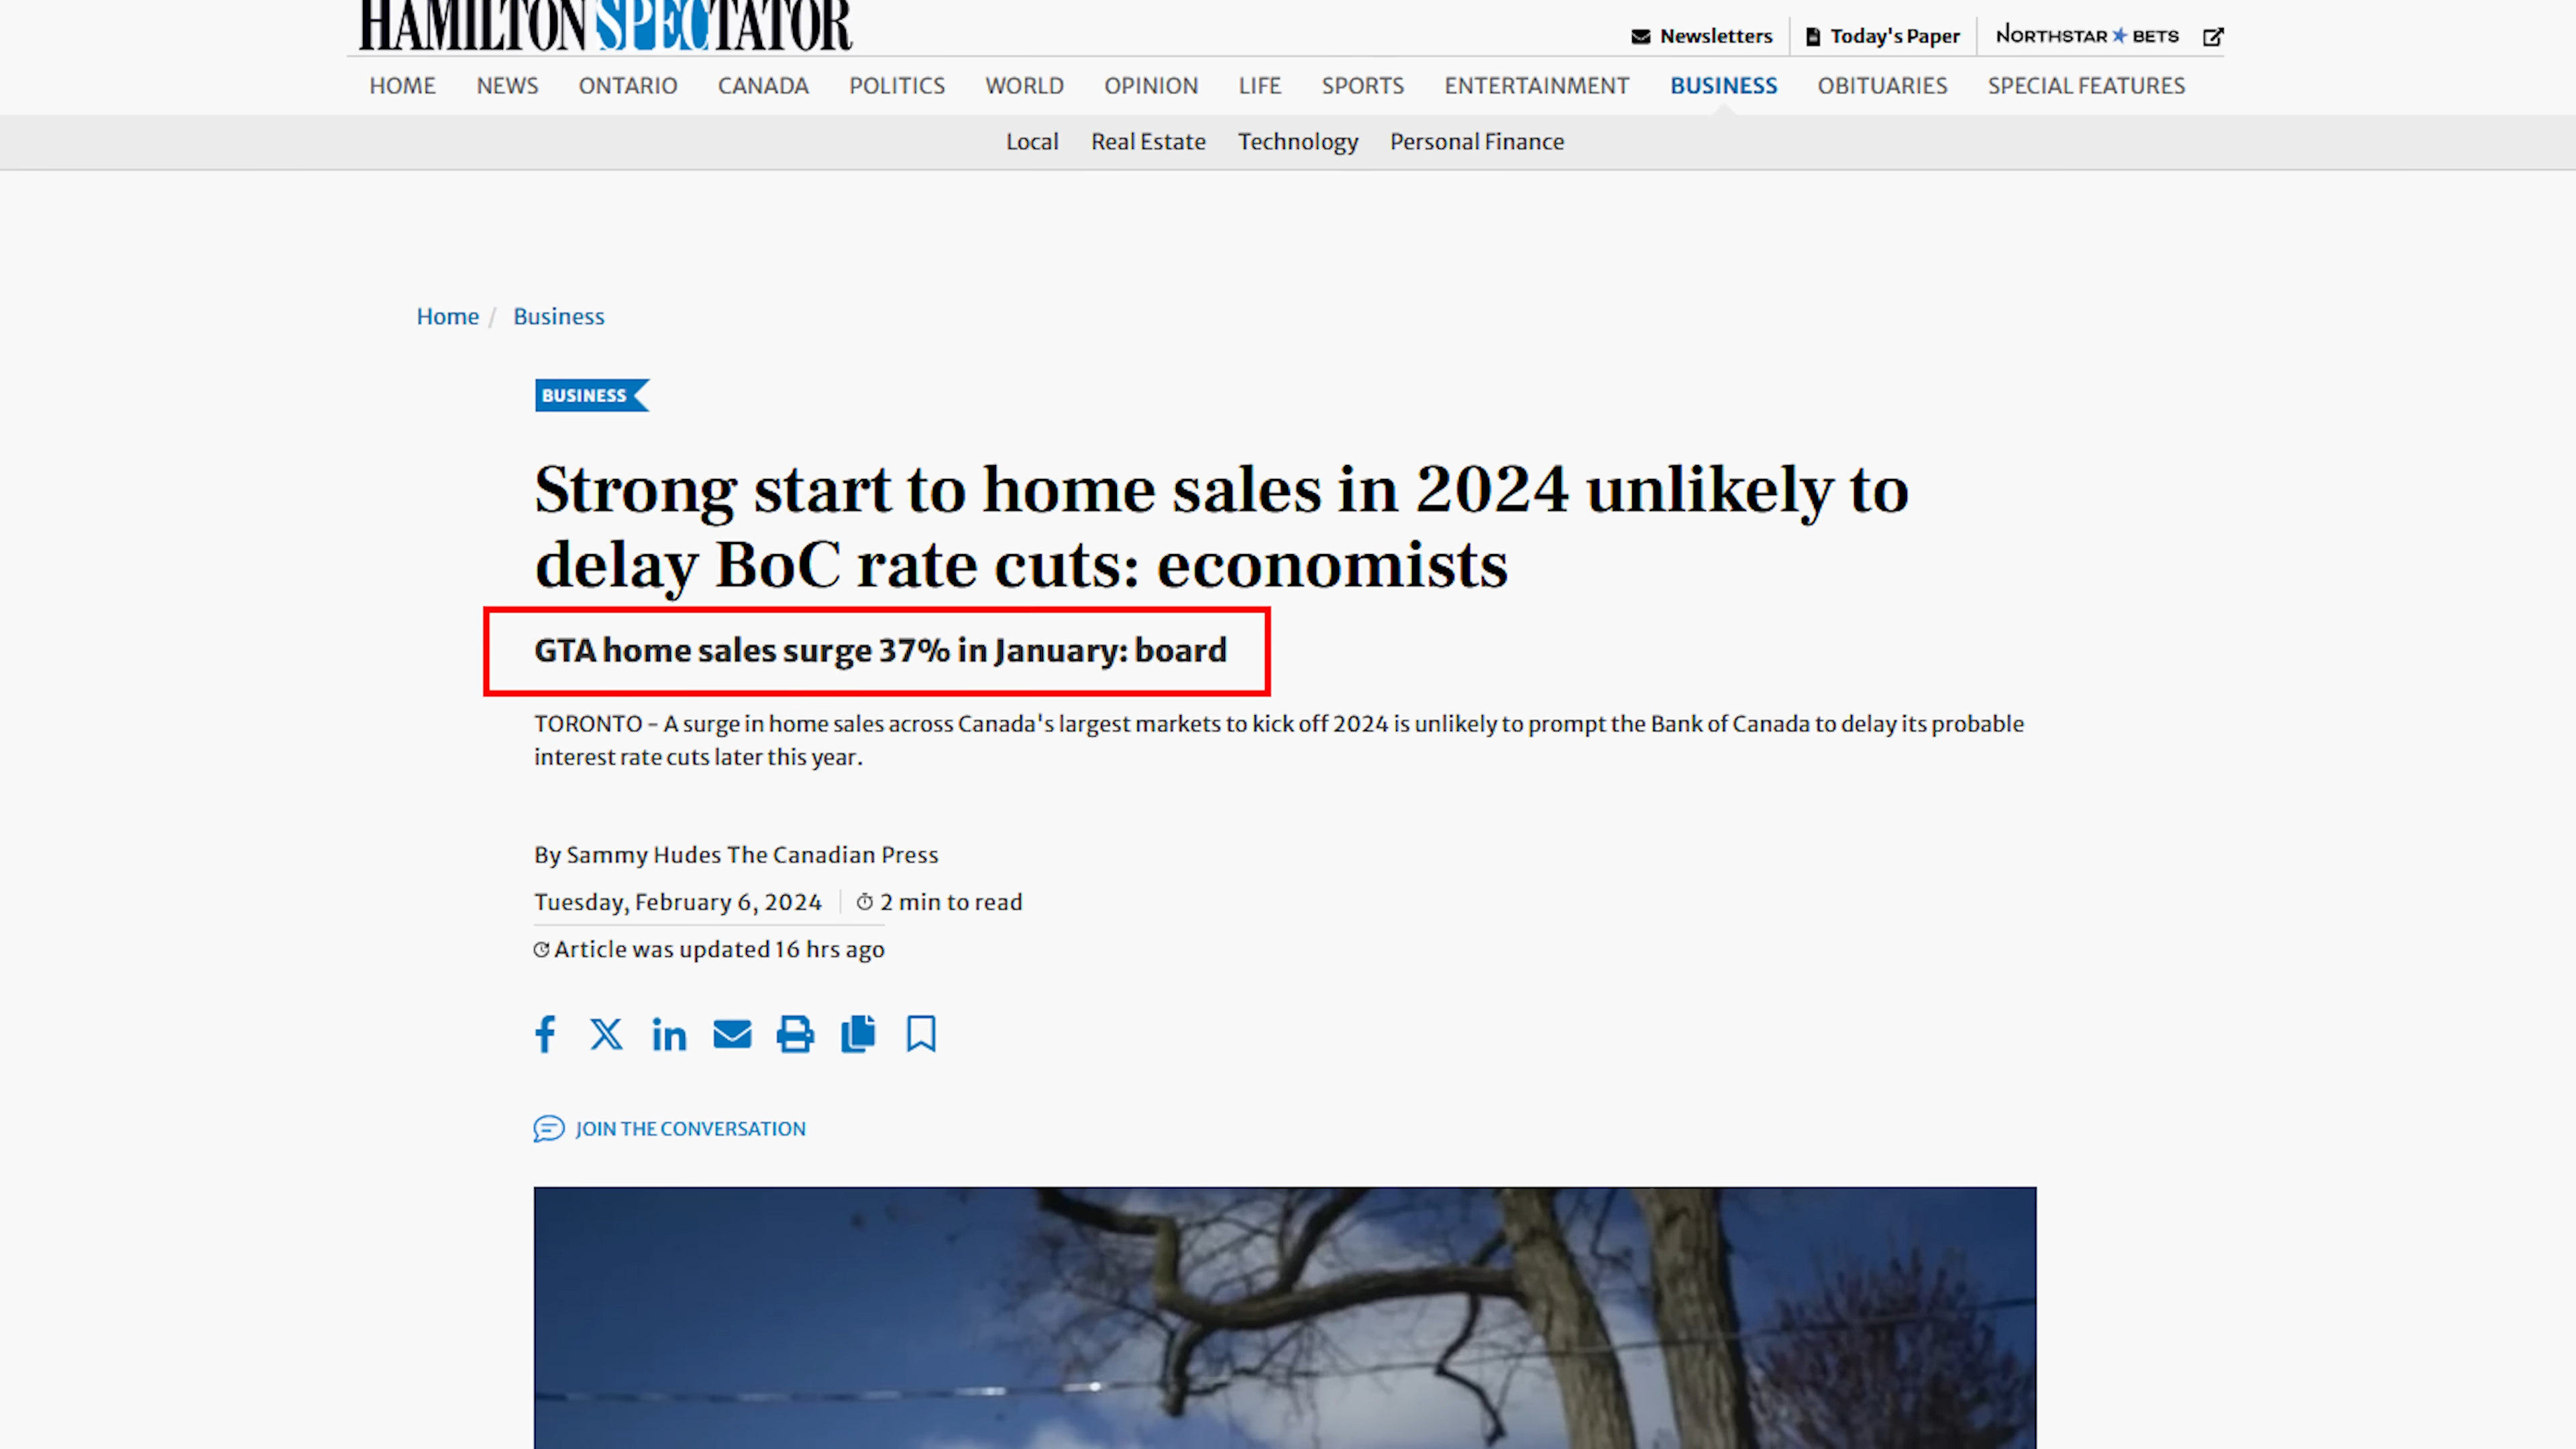 HAMILTON SPECTATOR
Newsletters
Today's Paper
NORTHSTAR BETS
HOME NEWS ONTARIO CANADA POLITICS WORLD OPINION LIFE SPORTS ENTERTAINMENT BUSINESS OBITUARIES SPECIAL FEATURES
Local Real Estate Technology Personal Finance
Home / Business
BUSINESS
Strong start to home sales in 2024 unlikely to
delay BoC rate cuts: economists
GTA home sales surge 37% in January: board
TORONTO – A surge in home sales across Canada's largest markets to kick off 2024 is unlikely to prompt the Bank of Canada to delay its probable
interest rate cuts later this year.
By Sammy Hudes The Canadian Press
Tuesday, February 6, 2024 2 min to read
Article was updated 16 hrs ago
JOIN THE CONVERSATION